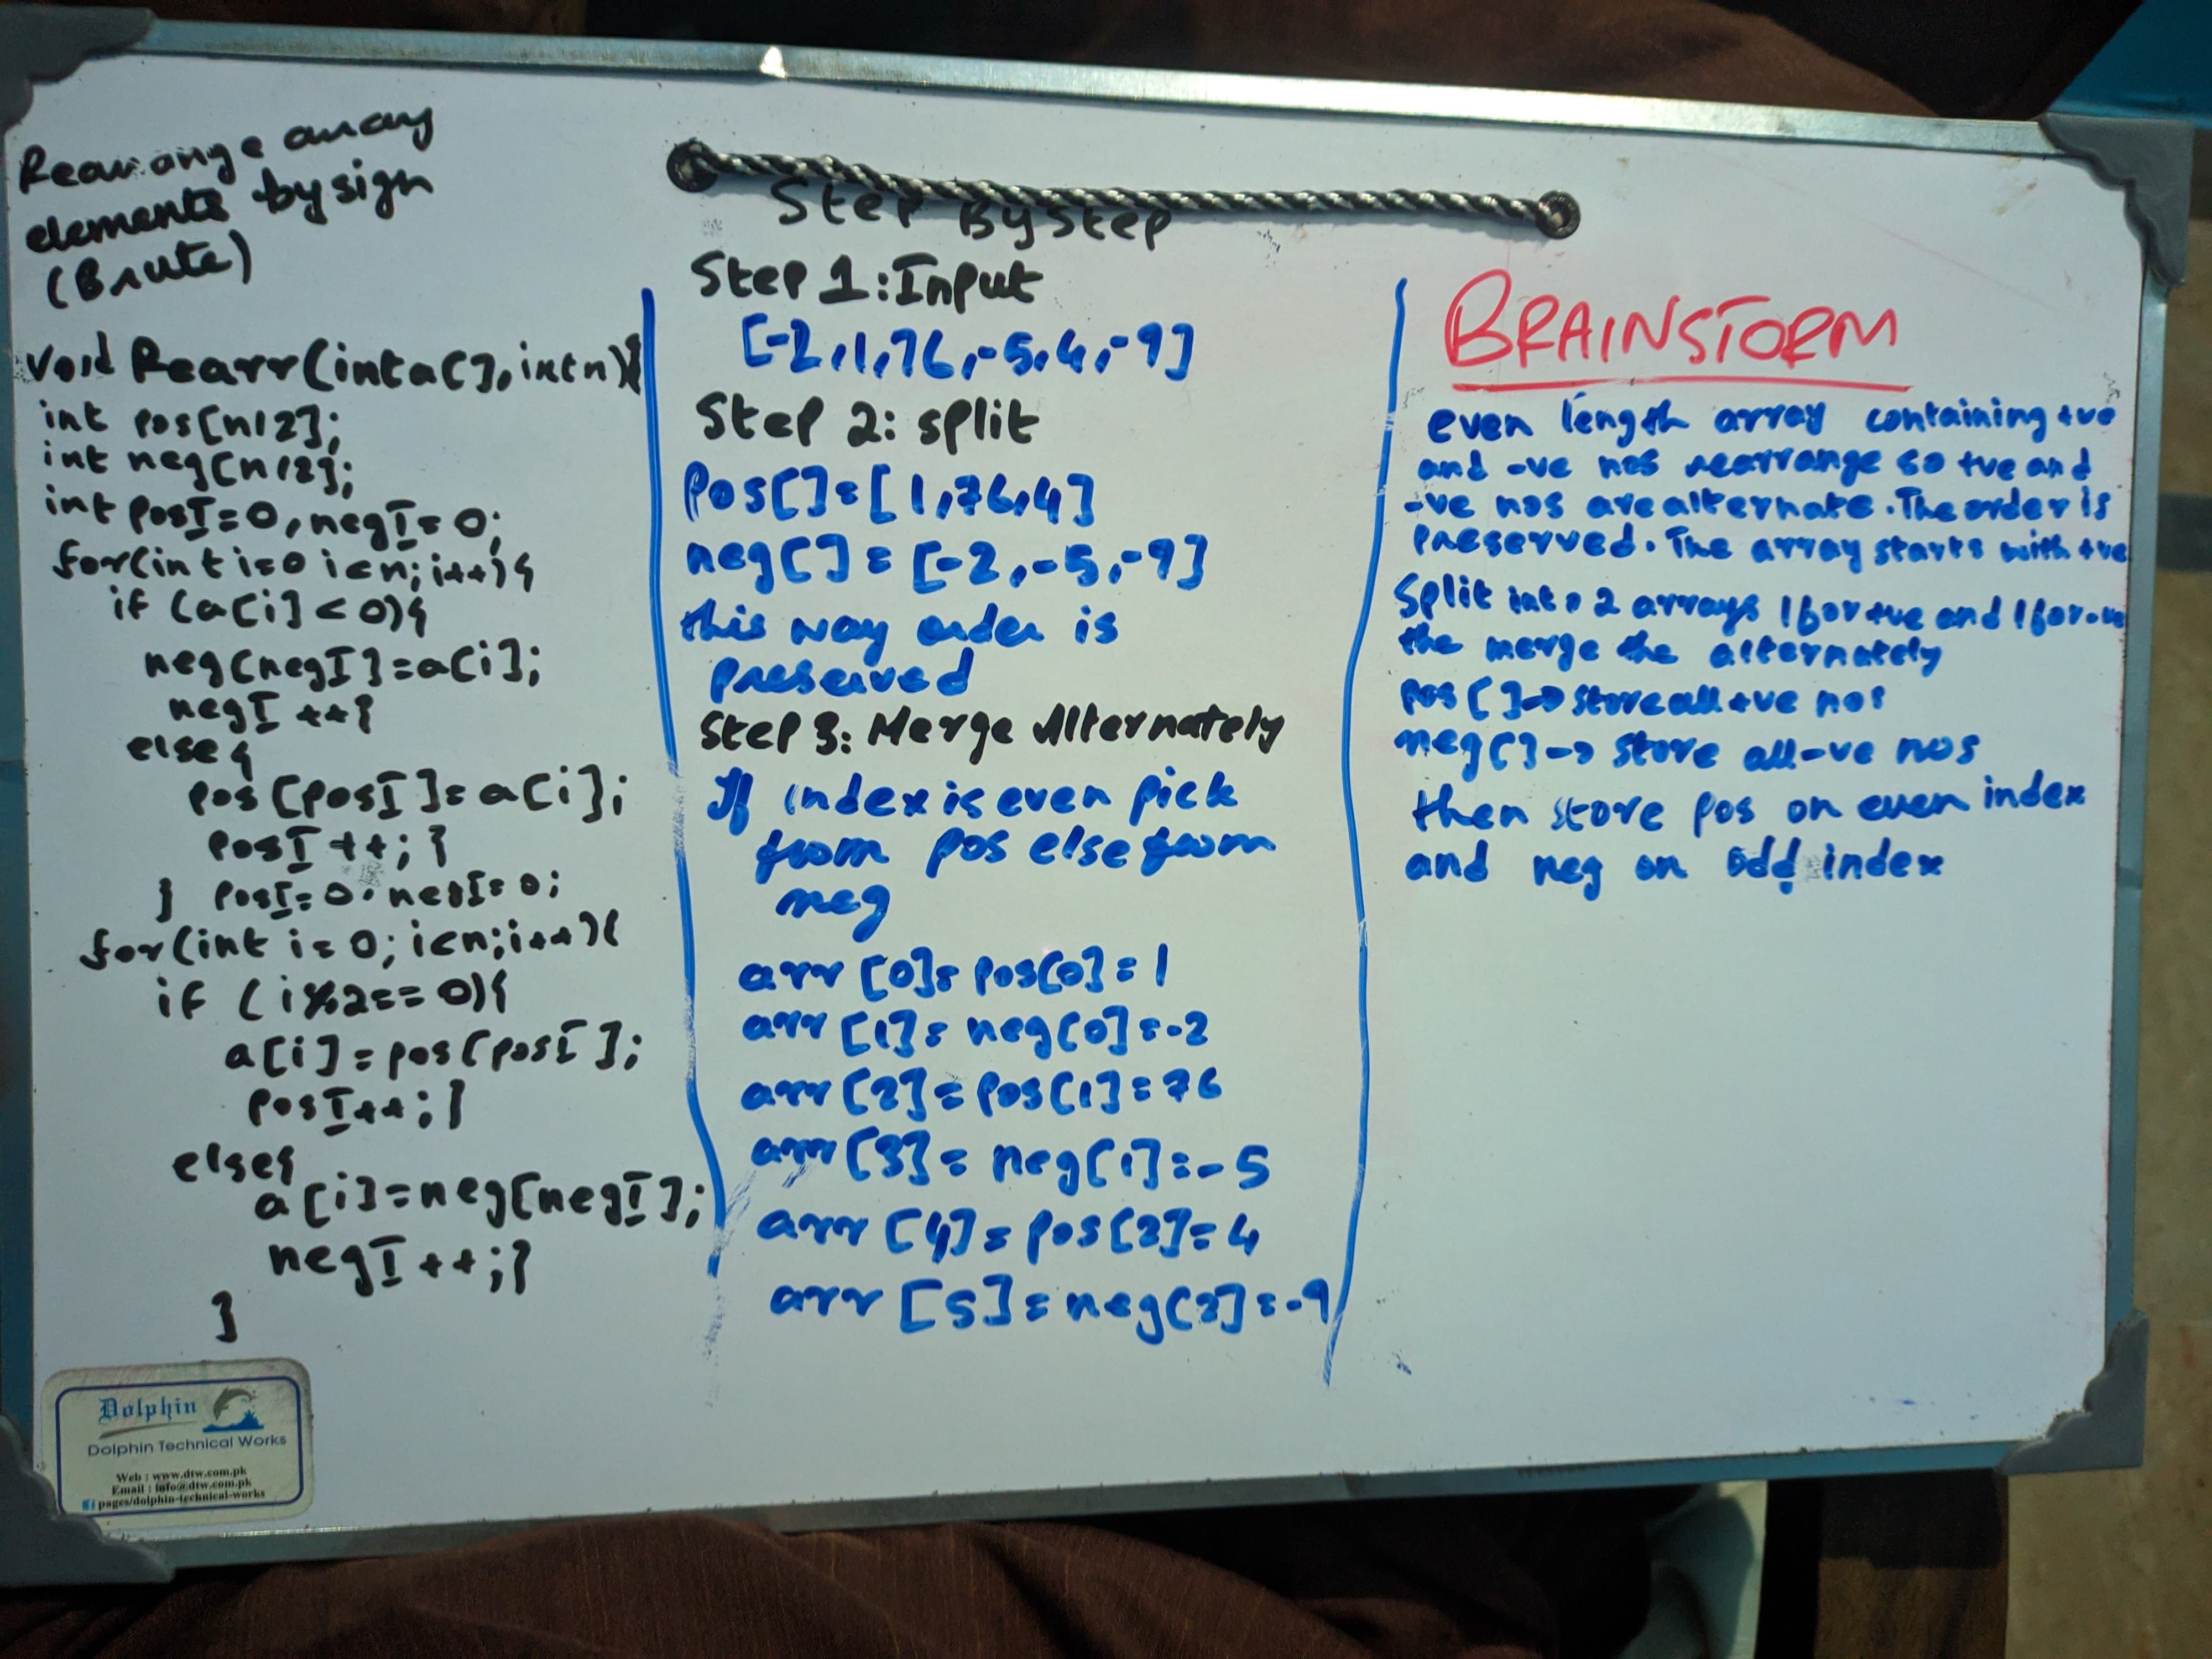 Rearrange array
elements by sign
(Brute)
void Rearr(int a[], int n){
int pos[n/2];
int neg[n/2];
int posI=0, negI=0;
for(int i=0 i<n; i++){
if (a[i] < 0){
neg[negI]=a[i];
negI ++}
else{
pos[posI]=a[i];
posI ++; }
} posI=0, negI=0;
for(int i=0; i<n; i++){
if (i%2==0){
a[i]=pos[posI];
posI++; }
else{
a[i]=neg[negI];
negI++; }
}
Step By Step
Step 1: Input
[-2,1,76,-5,4,-9]
Step 2: split
Pos[]=[1,76,4]
neg[]=[-2,-5,-9]
this way order is
preserved
Step 3: Merge Alternately
If index is even pick
from pos else from
neg
arr[0]=pos[0]=1
arr[1]=neg[0]=-2
arr[2]=pos[1]=76
arr[3]=neg[1]=-5
arr[4]=pos[2]=4
arr[5]=neg[2]=-9
BRAINSTORM
even length array containing +ve
and -ve nos rearrange so +ve and
-ve nos are alternate. The order is
preserved. The array starts with +ve
Split into 2 arrays 1 for +ve and 1 for -ve
the merge the alternately
pos[]→ store all +ve nos
neg[]→ store all -ve nos
then store pos on even index
and neg on odd index
Dolphin
Dolphin Technical Works
Web : www.dtw.com.pk
Email : info@dtw.com.pk
f pages/dolphin-technical-works